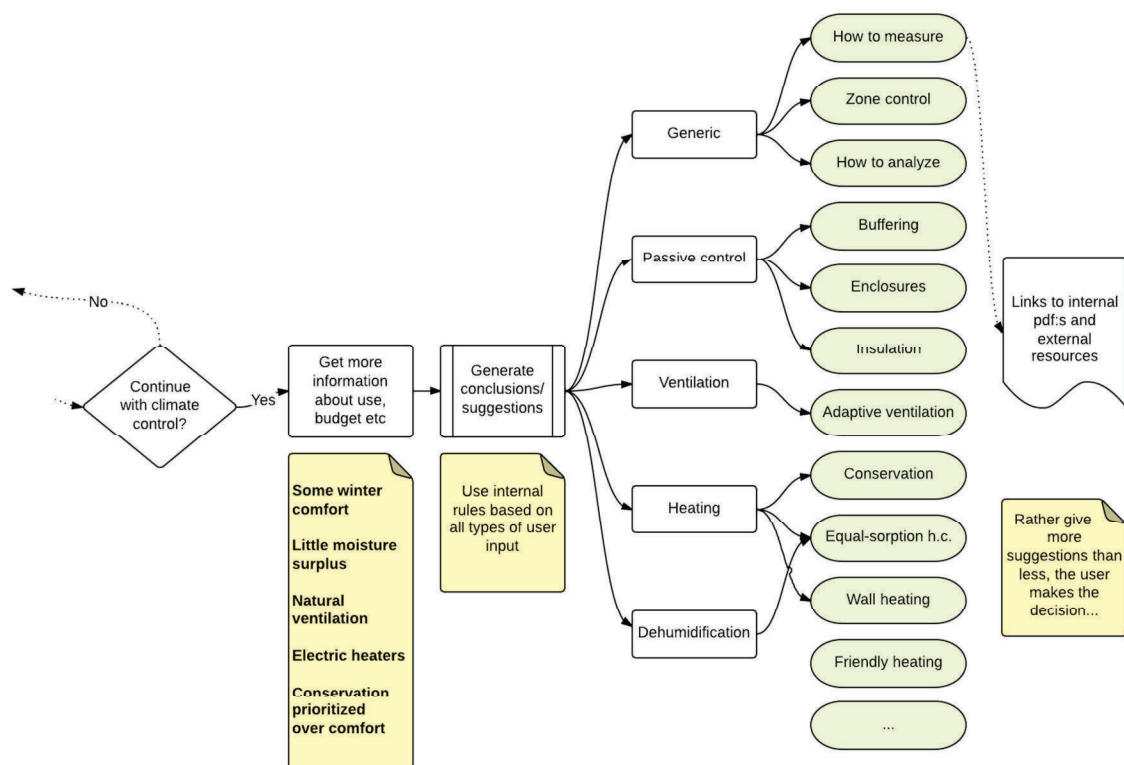 No
Continue
with climate
control?
Yes
Get more
information
about use,
budget etc
Generate
conclusions/
suggestions
Some winter
comfort
Little moisture
surplus
Natural
ventilation
Electric heaters
Conservation
prioritized
over comfort
Use internal
rules based on
all types of user
input
Generic
Passive control
Ventilation
Heating
Dehumidification
How to measure
Zone control
How to analyze
Buffering
Enclosures
Insulation
Adaptive ventilation
Conservation
Equal-sorption h.c.
Wall heating
Friendly heating
...
Links to internal
pdf:s and
external
resources
Rather give
more
suggestions than
less, the user
makes the
decision...